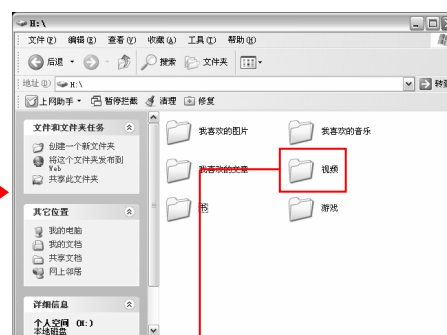 H:\
文件(F) 编辑(E) 查看(V) 收藏(A) 工具(T) 帮助(H)
后退 搜索 文件夹
地址(D) H:\ 转到
上网助手 暂停拦截 清理 修复
文件和文件夹任务
创建一个新文件夹
将这个文件夹发布到
Web
共享此文件夹
其它位置
我的电脑
我的文档
共享文档
网上邻居
详细信息
个人空间 (H:)
本地磁盘
我喜欢的图片 我喜欢的音乐
我喜欢的文章 视频
游戏